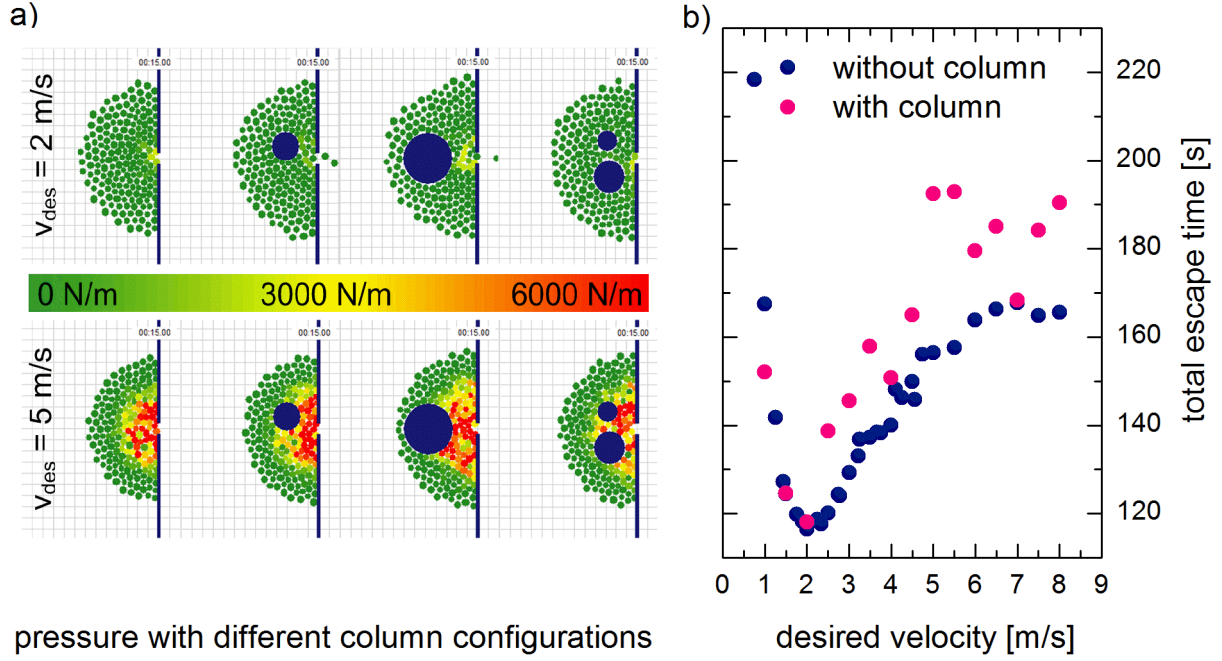 a)
00:15.00 00:15.00 00:15.00 00:15.00
v_des = 2 m/s
0 N/m 3000 N/m 6000 N/m
00:15.00 00:15.00 00:15.00 00:15.00
v_des = 5 m/s
pressure with different column configurations
b)
without column
with column
220
200
180
160
140
120
total escape time [s]
0 1 2 3 4 5 6 7 8 9
desired velocity [m/s]